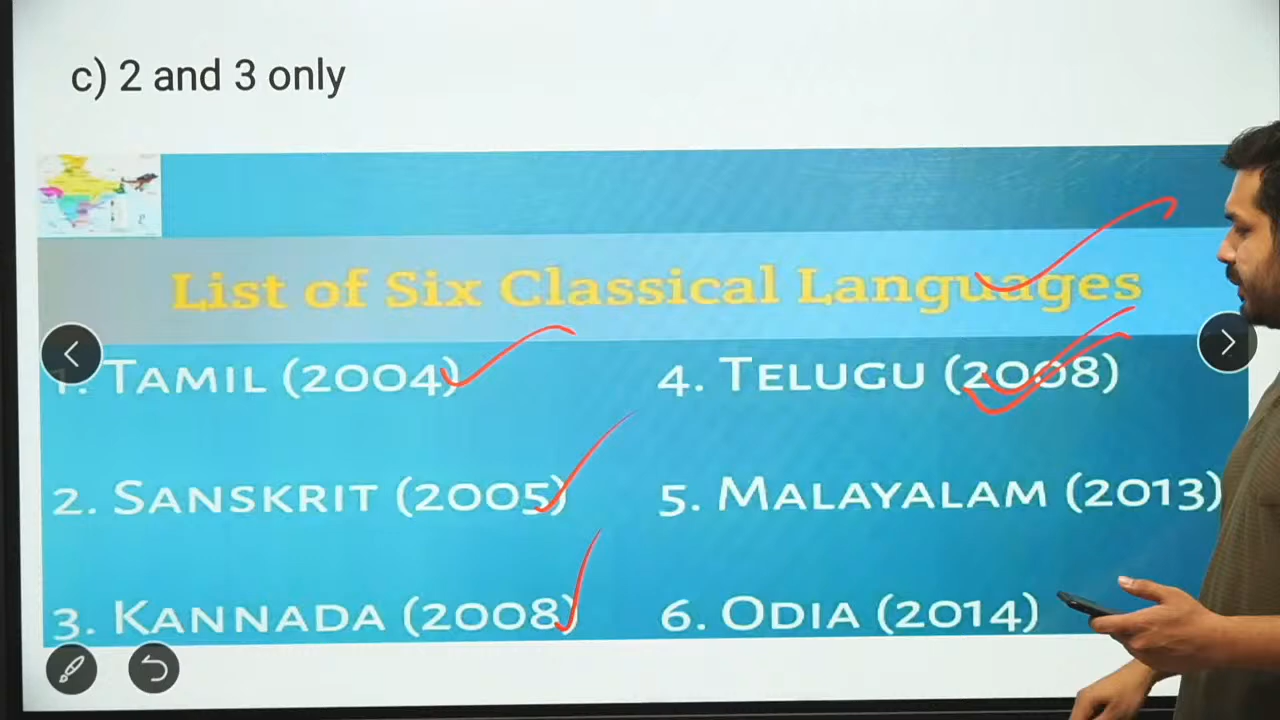 c) 2 and 3 only
List of Six Classical Languages
1. TAMIL (2004)
4. TELUGU (2008)
2. SANSKRIT (2005)
5. MALAYALAM (2013)
3. KANNADA (2008)
6. ODIA (2014)